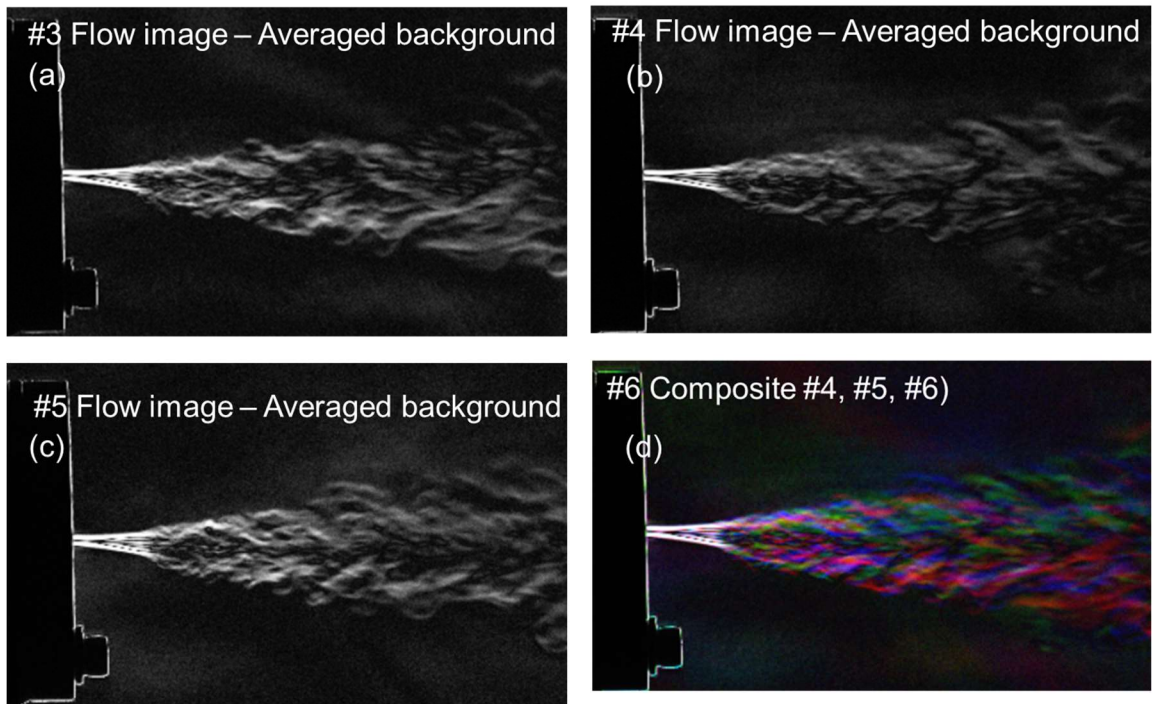 #3 Flow image – Averaged background
(a)
#4 Flow image – Averaged background
(b)
#5 Flow image – Averaged background
(c)
#6 Composite #4, #5, #6)
(d)